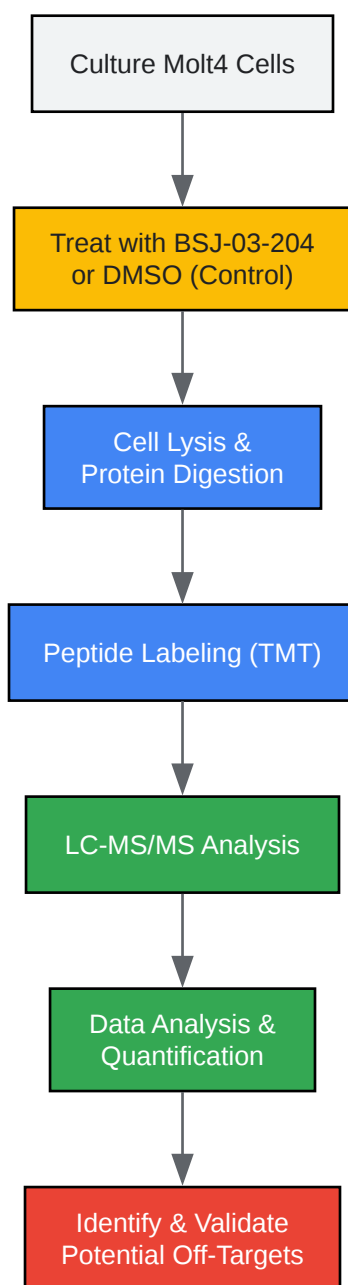 Culture Molt4 Cells
Treat with BSJ-03-204
or DMSO (Control)
Cell Lysis &
Protein Digestion
Peptide Labeling (TMT)
LC-MS/MS Analysis
Data Analysis &
Quantification
Identify & Validate
Potential Off-Targets